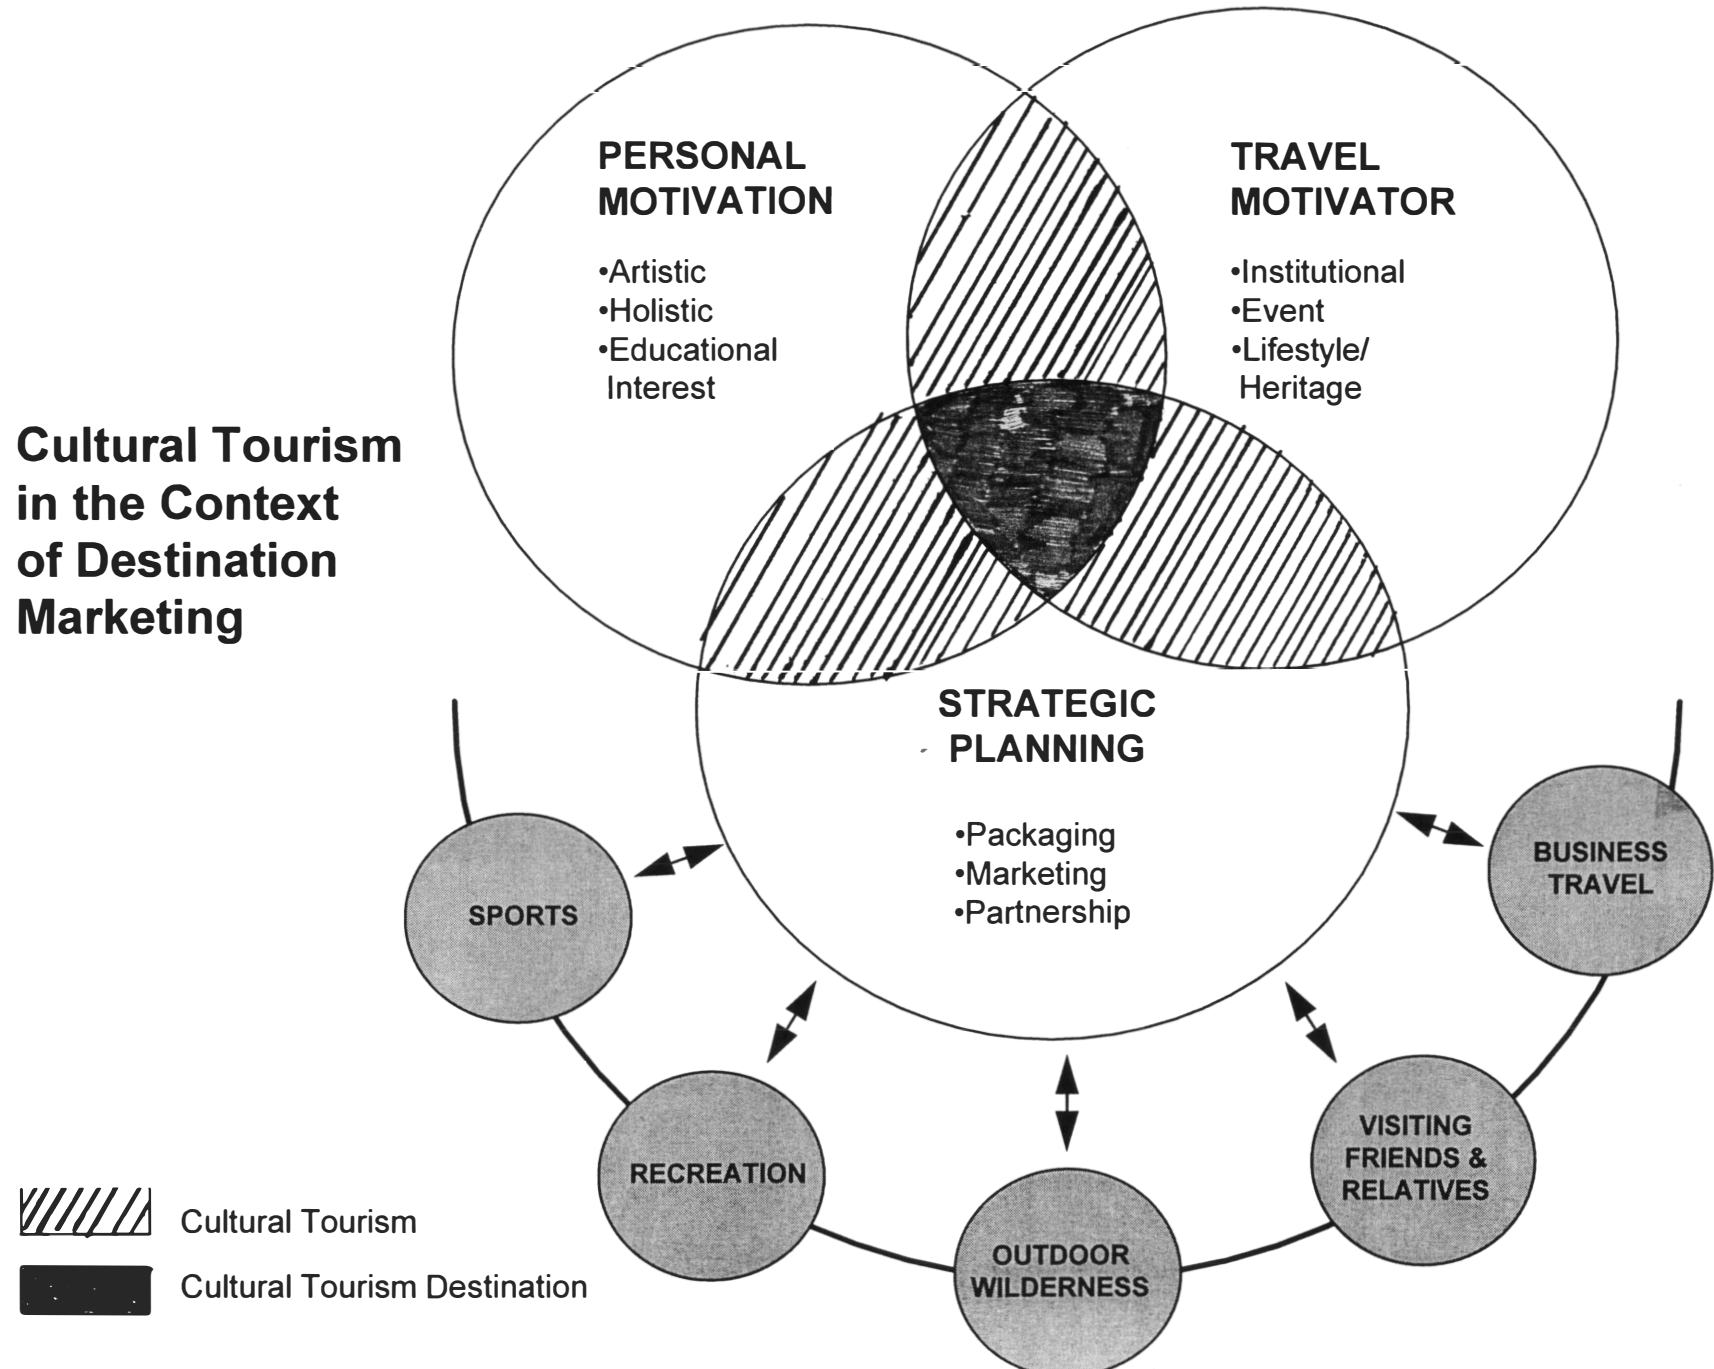 PERSONAL
MOTIVATION
•Artistic
•Holistic
•Educational
Interest
TRAVEL
MOTIVATOR
•Institutional
•Event
•Lifestyle/
Heritage
Cultural Tourism
in the Context
of Destination
Marketing
STRATEGIC
PLANNING
•Packaging
•Marketing
•Partnership
SPORTS
RECREATION
OUTDOOR
WILDERNESS
VISITING
FRIENDS &
RELATIVES
BUSINESS
TRAVEL
Cultural Tourism
Cultural Tourism Destination